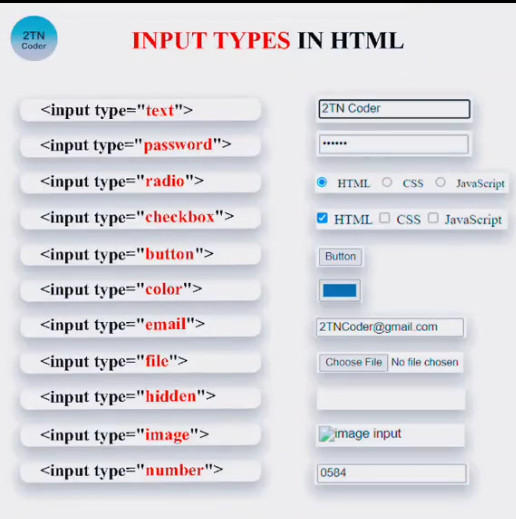 2TN
Coder
INPUT TYPES IN HTML
<input type="text">
2TN Coder
<input type="password">
••••••
<input type="radio">
HTML CSS JavaScript
<input type="checkbox">
HTML CSS JavaScript
<input type="button">
Button
<input type="color">
<input type="email">
2TNCoder@gmail.com
<input type="file">
Choose File No file chosen
<input type="hidden">
<input type="image">
image input
<input type="number">
0584